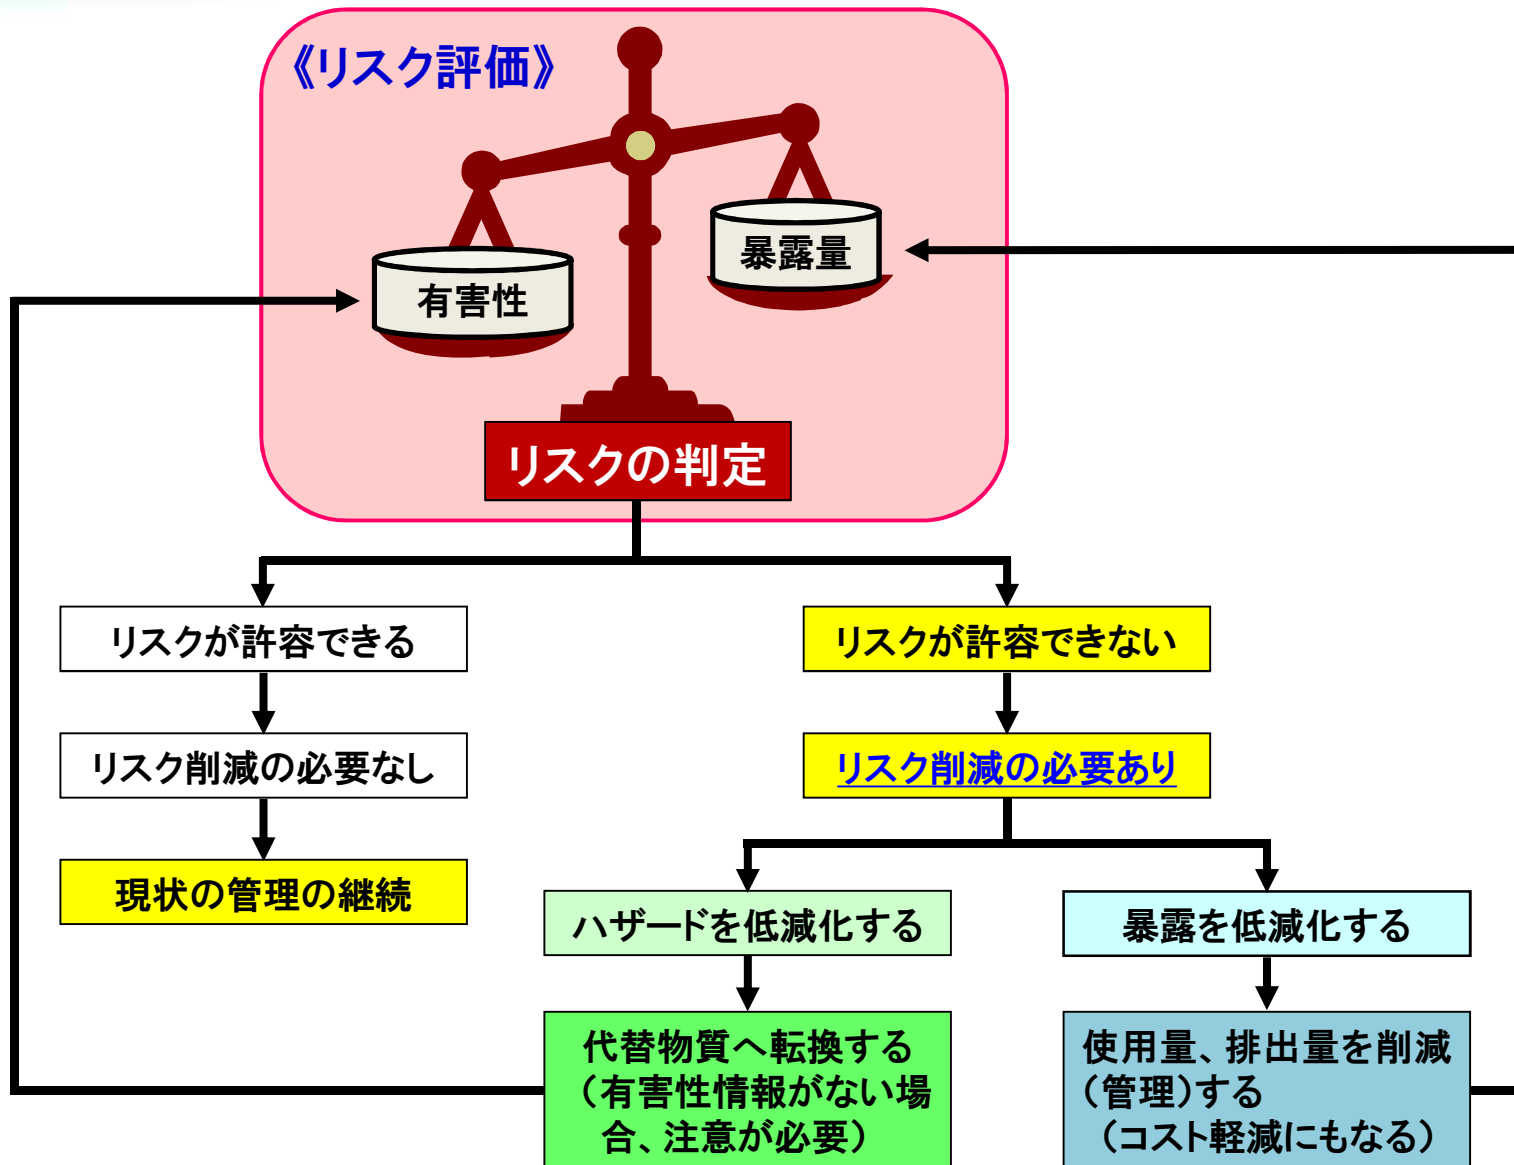 《リスク評価》
暴露量
有害性
リスクの判定
リスクが許容できる
リスクが許容できない
リスク削減の必要なし
リスク削減の必要あり
現状の管理の継続
ハザードを低減化する
暴露を低減化する
代替物質へ転換する
（有害性情報がない場
合、注意が必要）
使用量、排出量を削減
（管理）する
（コスト軽減にもなる）